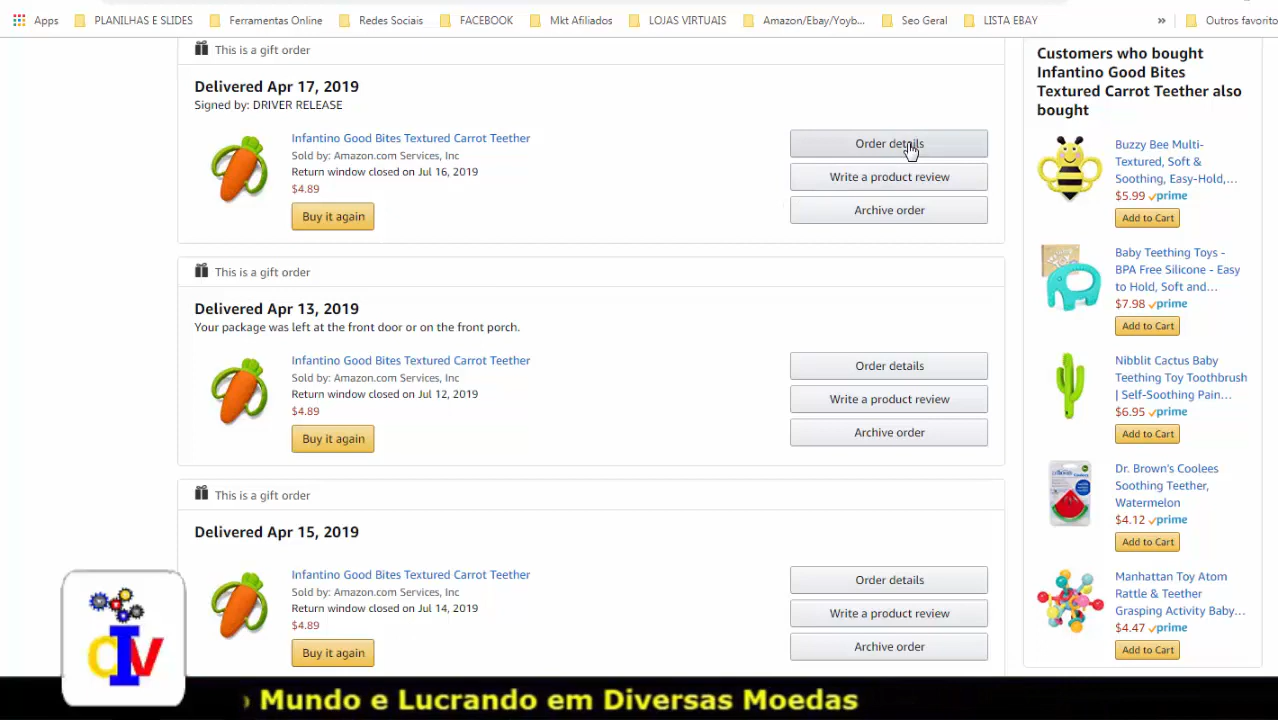 Apps
PLANILHAS E SLIDES
Ferramentas Online
Redes Sociais
FACEBOOK
Mkt Afiliados
LOJAS VIRTUAIS
Amazon/Ebay/Yoyb...
Seo Geral
LISTA EBAY
»
Outros favorito
This is a gift order
Delivered Apr 17, 2019
Signed by: DRIVER RELEASE
Infantino Good Bites Textured Carrot Teether
Sold by: Amazon.com Services, Inc
Return window closed on Jul 16, 2019
$4.89
Buy it again
Order details
Write a product review
Archive order
This is a gift order
Delivered Apr 13, 2019
Your package was left at the front door or on the front porch.
Infantino Good Bites Textured Carrot Teether
Sold by: Amazon.com Services, Inc
Return window closed on Jul 12, 2019
$4.89
Buy it again
Order details
Write a product review
Archive order
This is a gift order
Delivered Apr 15, 2019
Infantino Good Bites Textured Carrot Teether
Sold by: Amazon.com Services, Inc
Return window closed on Jul 14, 2019
$4.89
Buy it again
Order details
Write a product review
Archive order
Customers who bought
Infantino Good Bites
Textured Carrot Teether also
bought
Buzzy Bee Multi-
Textured, Soft &
Soothing, Easy-Hold,...
$5.99 prime
Add to Cart
Baby Teething Toys -
BPA Free Silicone - Easy
to Hold, Soft and...
$7.98 prime
Add to Cart
Nibblit Cactus Baby
Teething Toy Toothbrush
| Self-Soothing Pain...
$6.95 prime
Add to Cart
Dr. Brown's Coolees
Soothing Teether,
Watermelon
$4.12 prime
Add to Cart
Manhattan Toy Atom
Rattle & Teether
Grasping Activity Baby...
$4.47 prime
Add to Cart
dIv
Mundo e Lucrando em Diversas Moedas